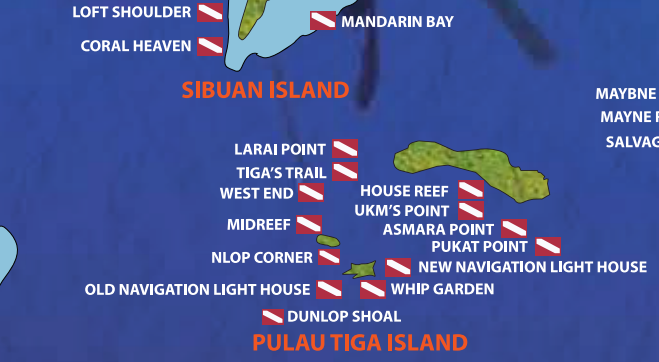 LOFT SHOULDER
MANDARIN BAY
CORAL HEAVEN
SIBUAN ISLAND
MAYBNE
MAYNE
SALVAG
LARAI POINT
TIGA'S TRAIL
WEST END
HOUSE REEF
UKM'S POINT
MIDREEF
ASMARA POINT
PUKAT POINT
NLOP CORNER
NEW NAVIGATION LIGHT HOUSE
OLD NAVIGATION LIGHT HOUSE
WHIP GARDEN
DUNLOP SHOAL
PULAU TIGA ISLAND